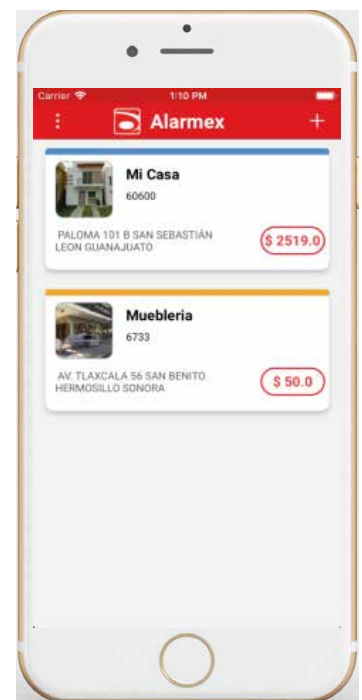 Carrier 1:10 PM
Alarmex +
Mi Casa
60600
PALOMA 101 B SAN SEBASTIÁN
LEON GUANAJUATO
$ 2519.0
Muebleria
6733
AV. TLAXCALA 56 SAN BENITO.
HERMOSILLO SONORA
$ 50.0